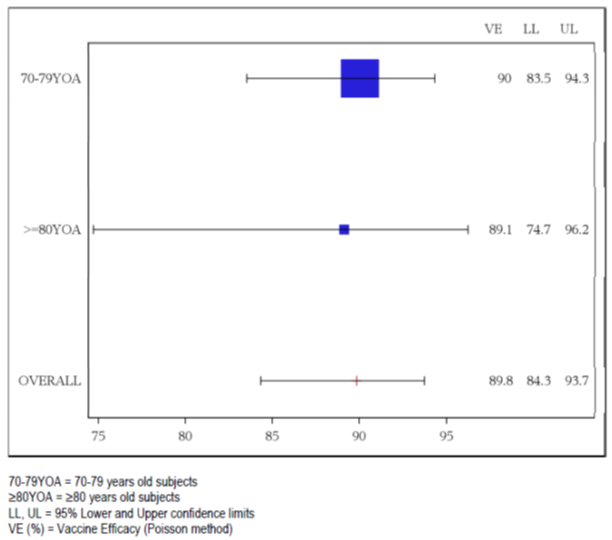 VE LL UL
70-79YOA 90 83.5 94.3
>=80YOA 89.1 74.7 96.2
OVERALL 89.8 84.3 93.7
75 80 85 90 95
70-79YOA = 70-79 years old subjects
≥80YOA = ≥80 years old subjects
LL, UL = 95% Lower and Upper confidence limits
VE (%) = Vaccine Efficacy (Poisson method)